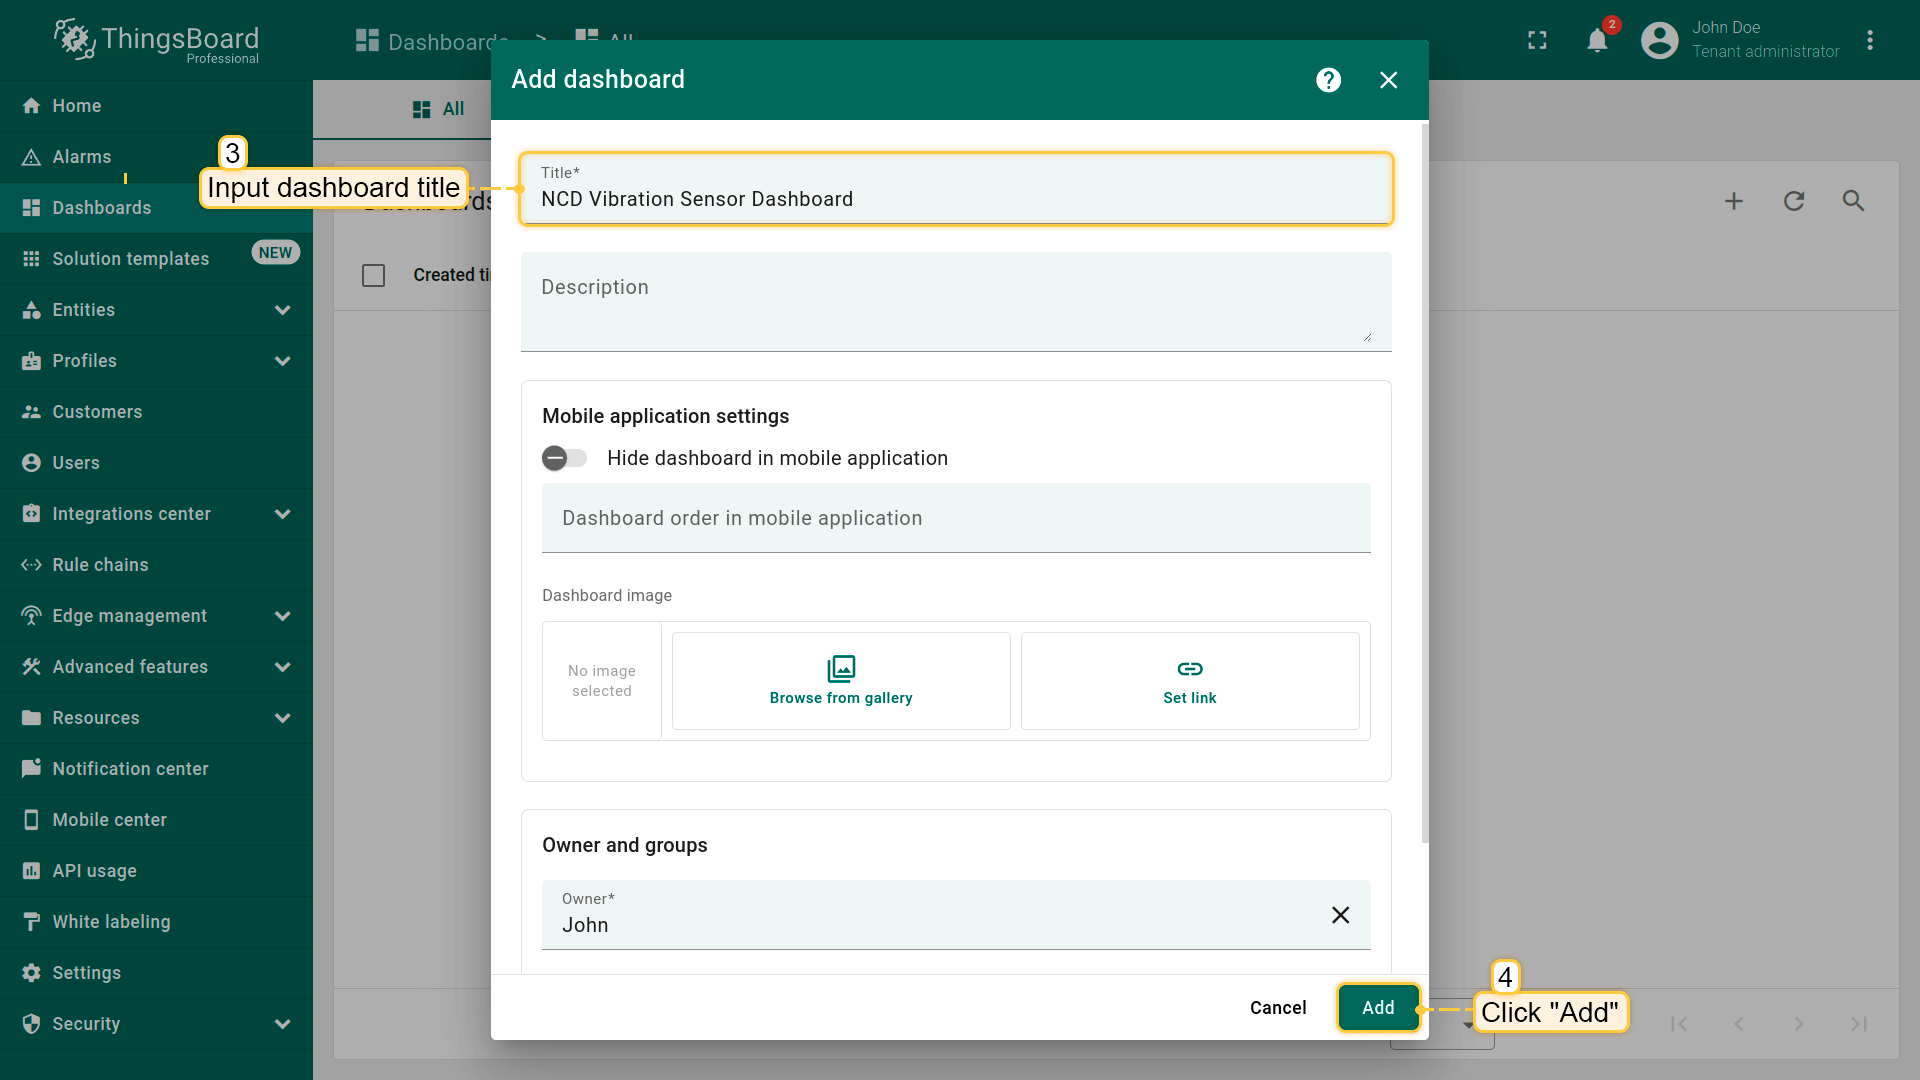 ThingsBoard
Professional
Dashboards > All
2
John Doe
Tenant administrator
Home
Alarms
Dashboards
Solution templates
NEW
Entities
Profiles
Customers
Users
Integrations center
Rule chains
Edge management
Advanced features
Resources
Notification center
Mobile center
API usage
White labeling
Settings
Security
All
3
Input dashboard title
Created ti
Add dashboard
Title*
NCD Vibration Sensor Dashboard
Description
Mobile application settings
Hide dashboard in mobile application
Dashboard order in mobile application
Dashboard image
No image
selected
Browse from gallery
Set link
Owner and groups
Owner*
John
Cancel
Add
4
Click "Add"